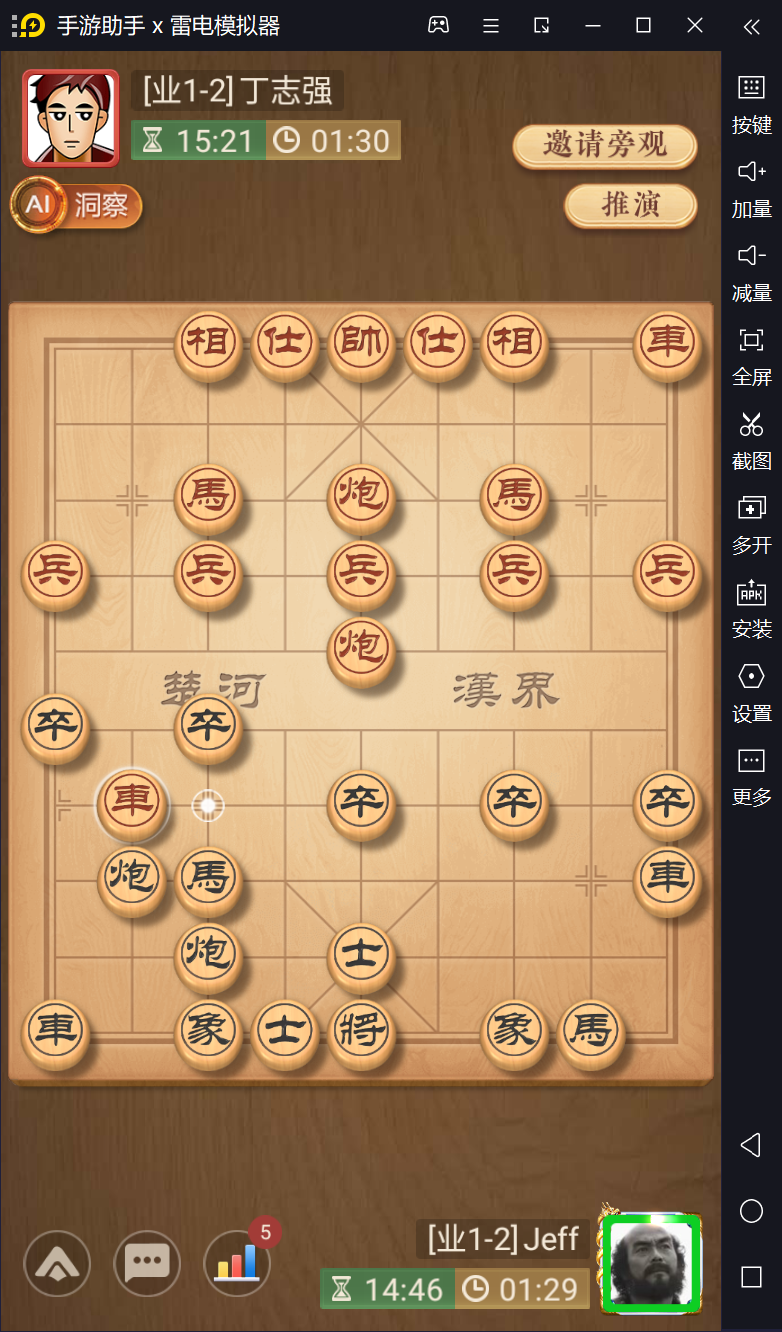 手游助手 x 雷电模拟器
[业1-2]丁志强
15:21 01:30
邀请旁观
AI 洞察
推演
相 仕 帥 仕 相 車
馬 炮 馬
兵 兵 兵 兵 兵
炮
楚河 漢界
卒 卒
車 卒 卒 卒
炮 馬 車
炮 士
車 象 士 將 象 馬
5
[业1-2]Jeff
14:46 01:29
按键
加量
减量
全屏
截图
多开
APK
安装
设置
更多